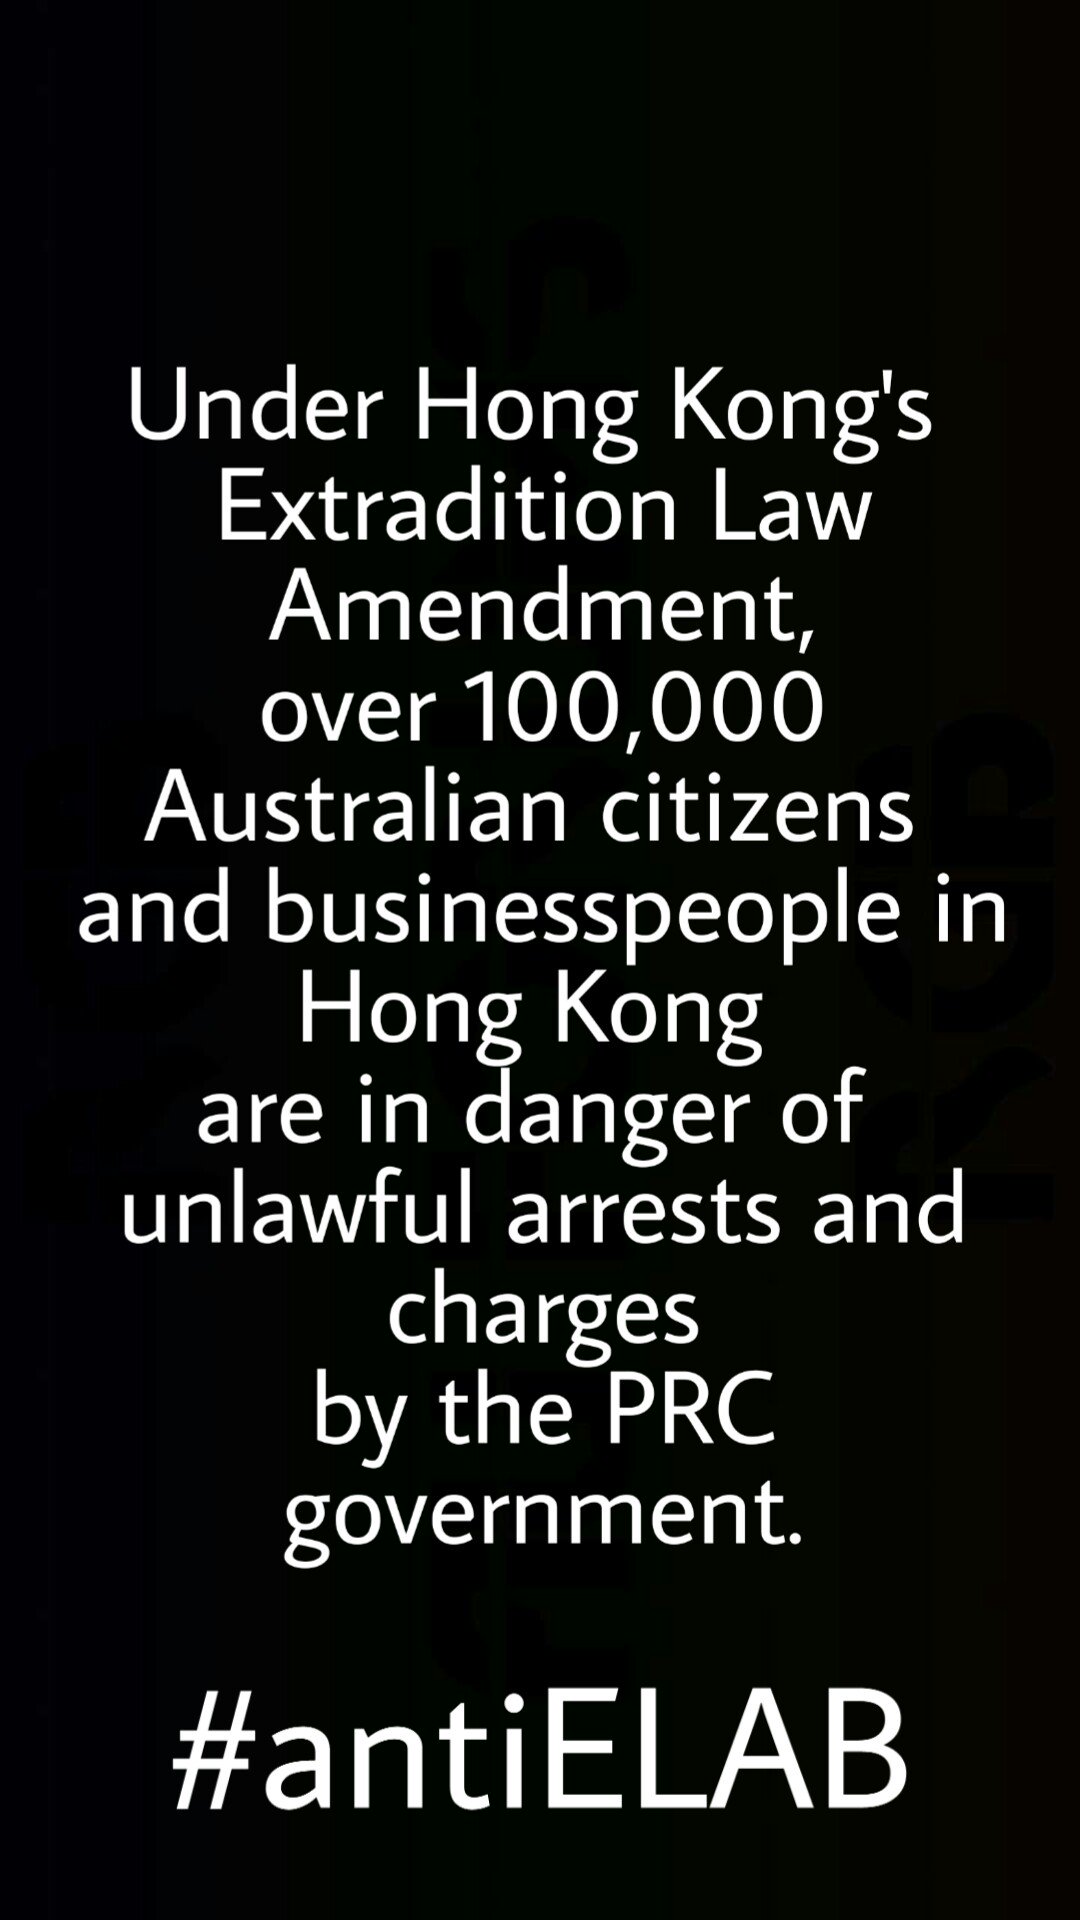 Under Hong Kong's
Extradition Law
Amendment,
over 100,000
Australian citizens
and businesspeople in
Hong Kong
are in danger of
unlawful arrests and
charges
by the PRC
government.
#antiELAB